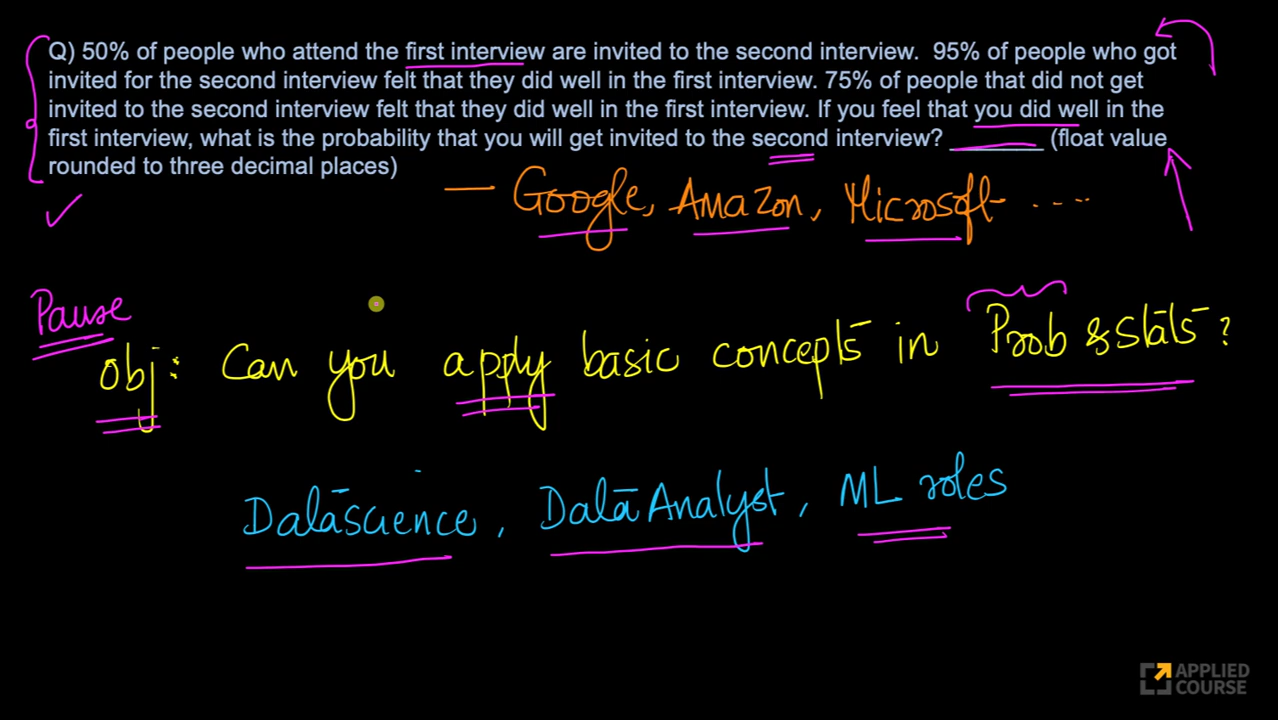 Q) 50% of people who attend the first interview are invited to the second interview.  95% of people who got
invited for the second interview felt that they did well in the first interview. 75% of people that did not get
invited to the second interview felt that they did well in the first interview. If you feel that you did well in the
first interview, what is the probability that you will get invited to the second interview? ________ (float value
rounded to three decimal places)
— Google, Amazon, Microsoft ....
Pause
Obj: Can you apply basic concepts in Prob & Stats?
Datascience, Data Analyst, ML roles
APPLIED
COURSE